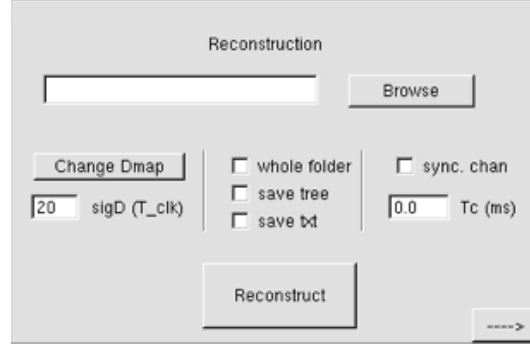 Reconstruction
Browse
Change Dmap
whole folder
sync. chan
save tree
20 sigD (T_clk)
0.0 Tc (ms)
save txt
Reconstruct
---->